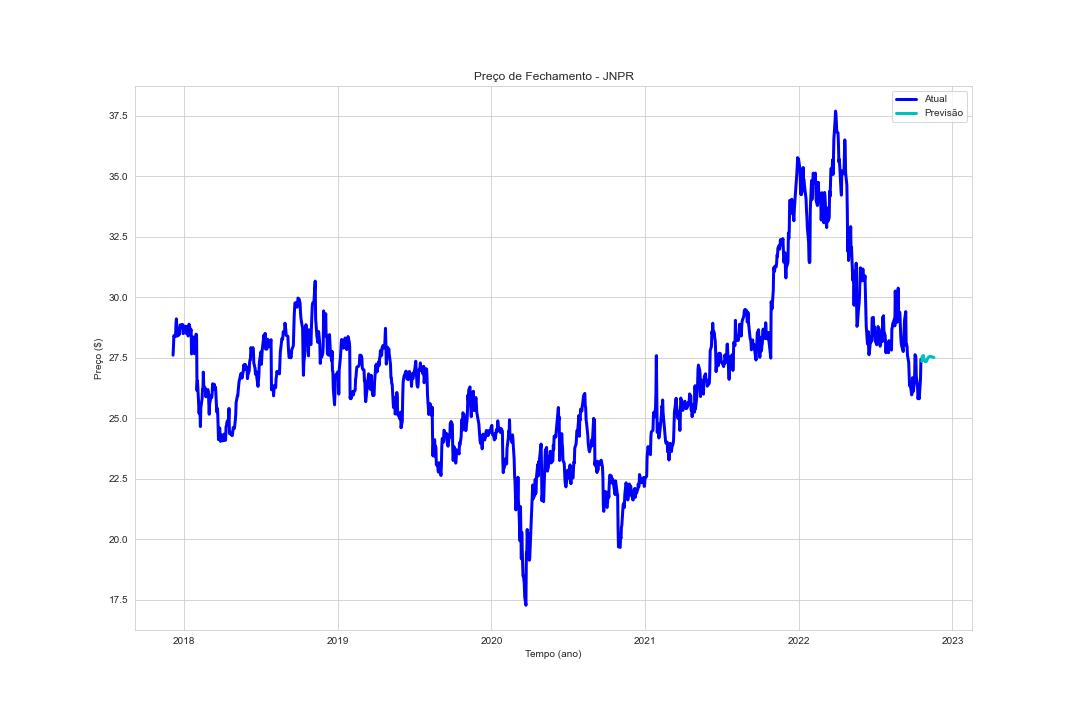 Preço de Fechamento - JNPR
Atual
Previsão
37.5
35.0
32.5
30.0
27.5
25.0
22.5
20.0
17.5
Preço ($)
2018 2019 2020 2021 2022 2023
Tempo (ano)